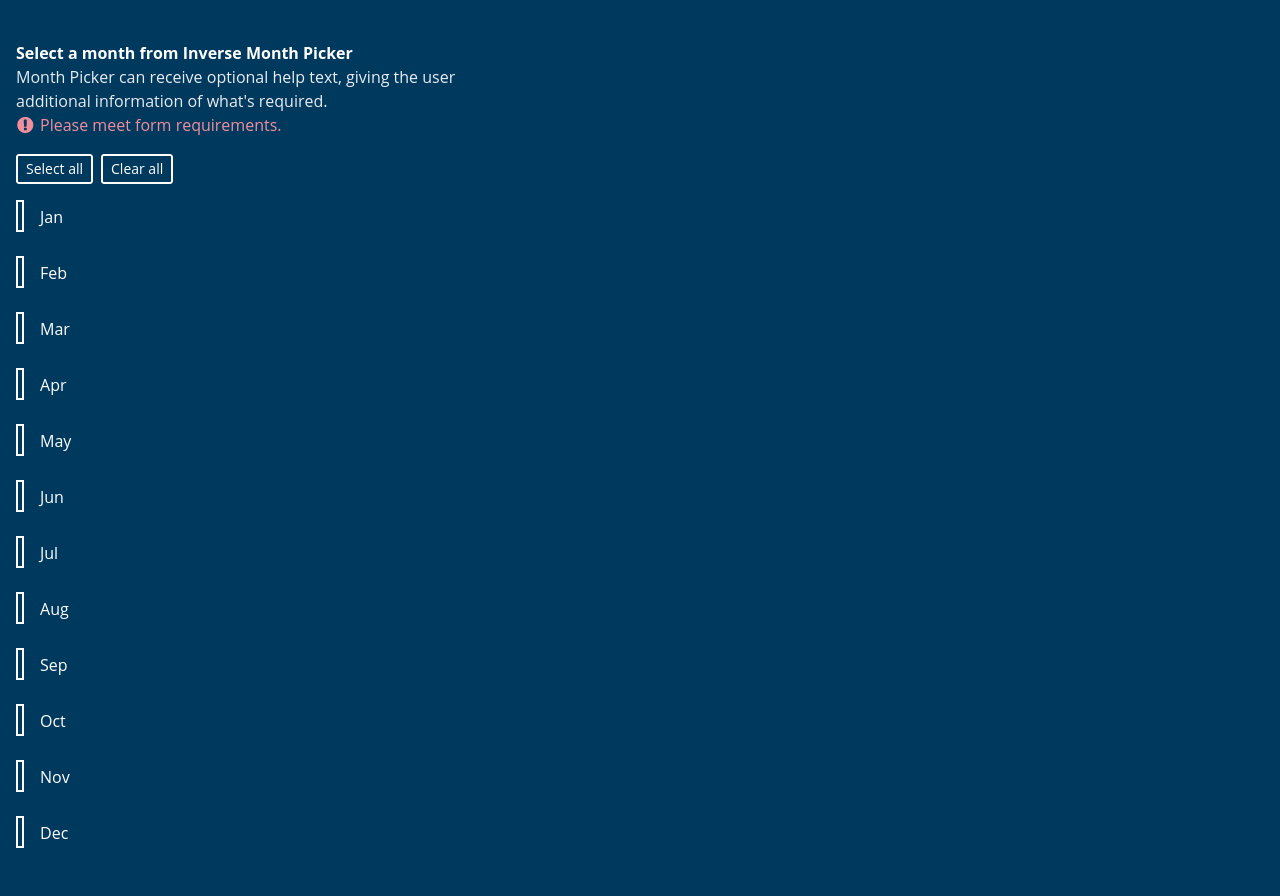 Select a month from Inverse Month Picker
Month Picker can receive optional help text, giving the user
additional information of what's required.
Please meet form requirements.
Select all Clear all
Jan
Feb
Mar
Apr
May
Jun
Jul
Aug
Sep
Oct
Nov
Dec